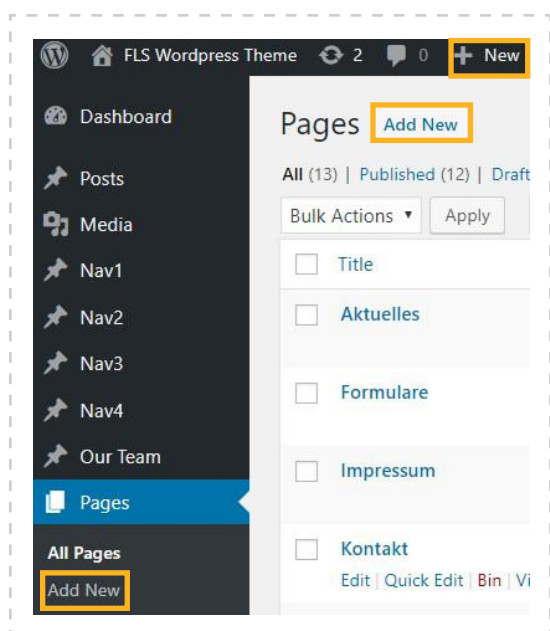 FLS Wordpress Theme 2 0 + New
Dashboard
Posts
Media
Nav1
Nav2
Nav3
Nav4
Our Team
Pages
All Pages
Add New
Pages Add New
All (13) | Published (12) | Draft
Bulk Actions Apply
Title
Aktuelles
Formulare
Impressum
Kontakt
Edit | Quick Edit | Bin | Vi